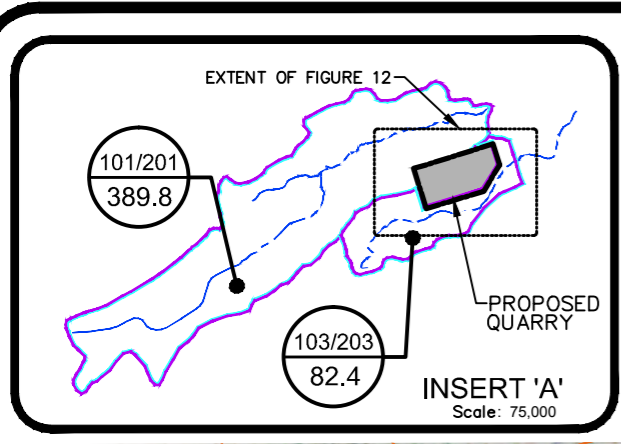 EXTENT OF FIGURE 12
101/201
389.8
PROPOSED
QUARRY
103/203
82.4
INSERT 'A'
Scale: 75,000